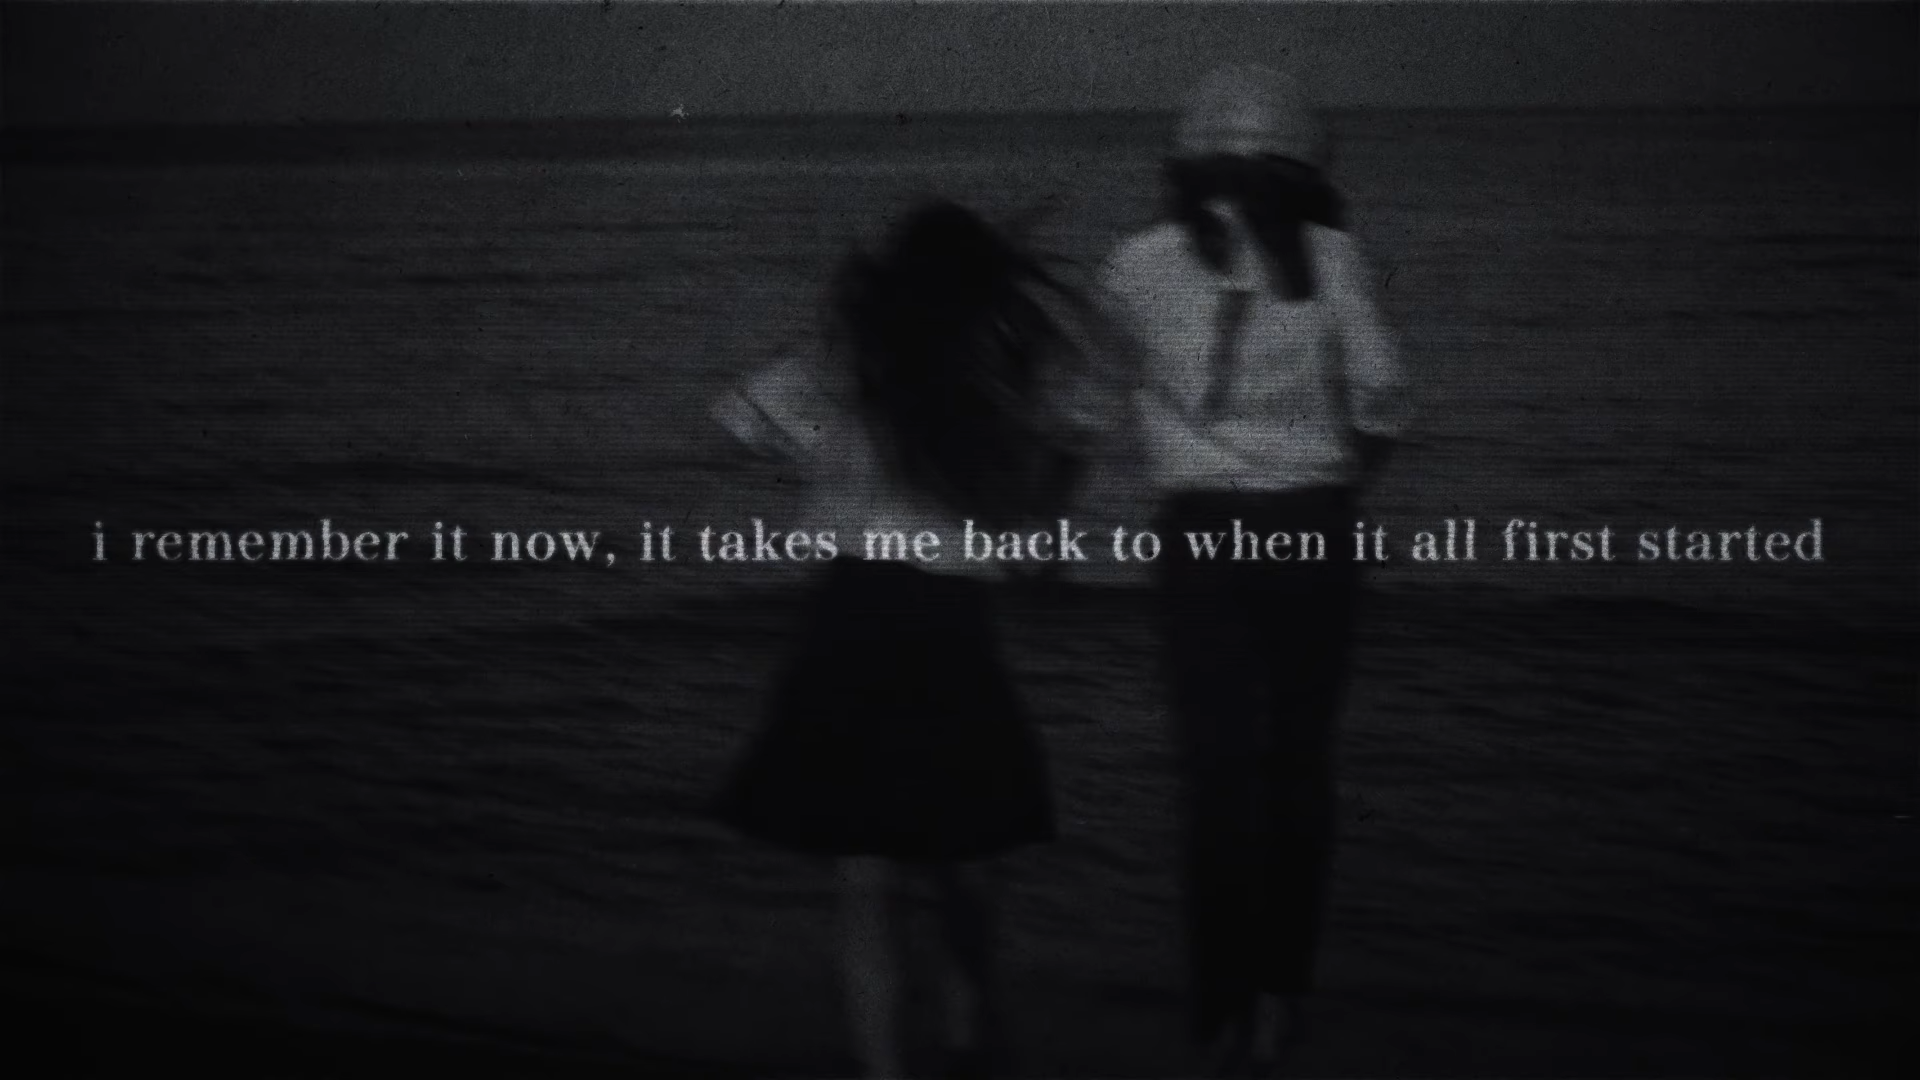 i remember it now, it takes me back to when it all first started